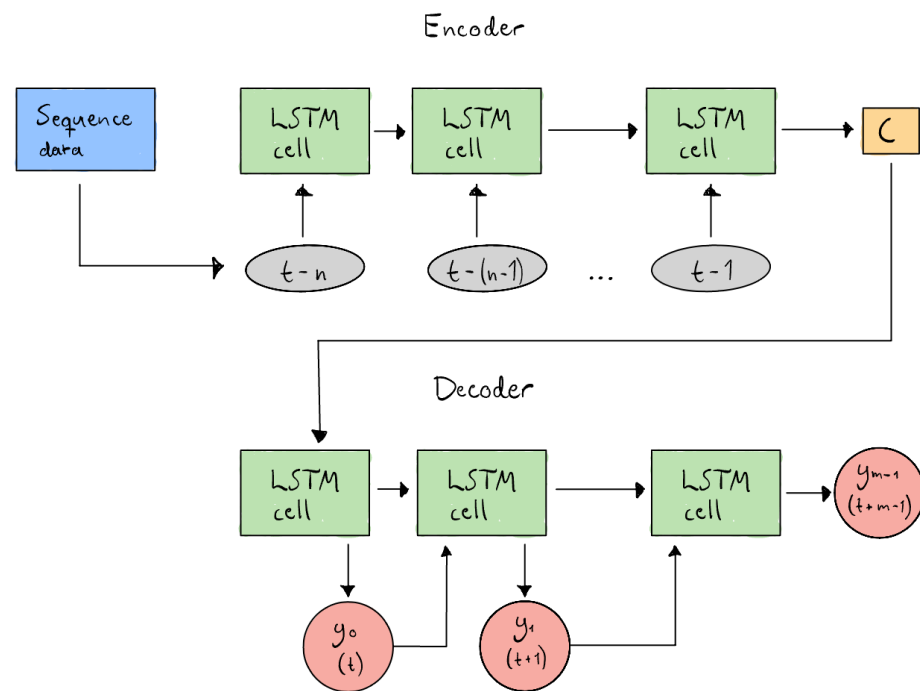 Encoder
Sequence
data
LSTM
cell
LSTM
cell
LSTM
cell
C
t-n
t-(n-1)
...
t-1
Decoder
LSTM
cell
LSTM
cell
LSTM
cell
ym-1
(t+m-1)
y0
(t)
y1
(t+1)